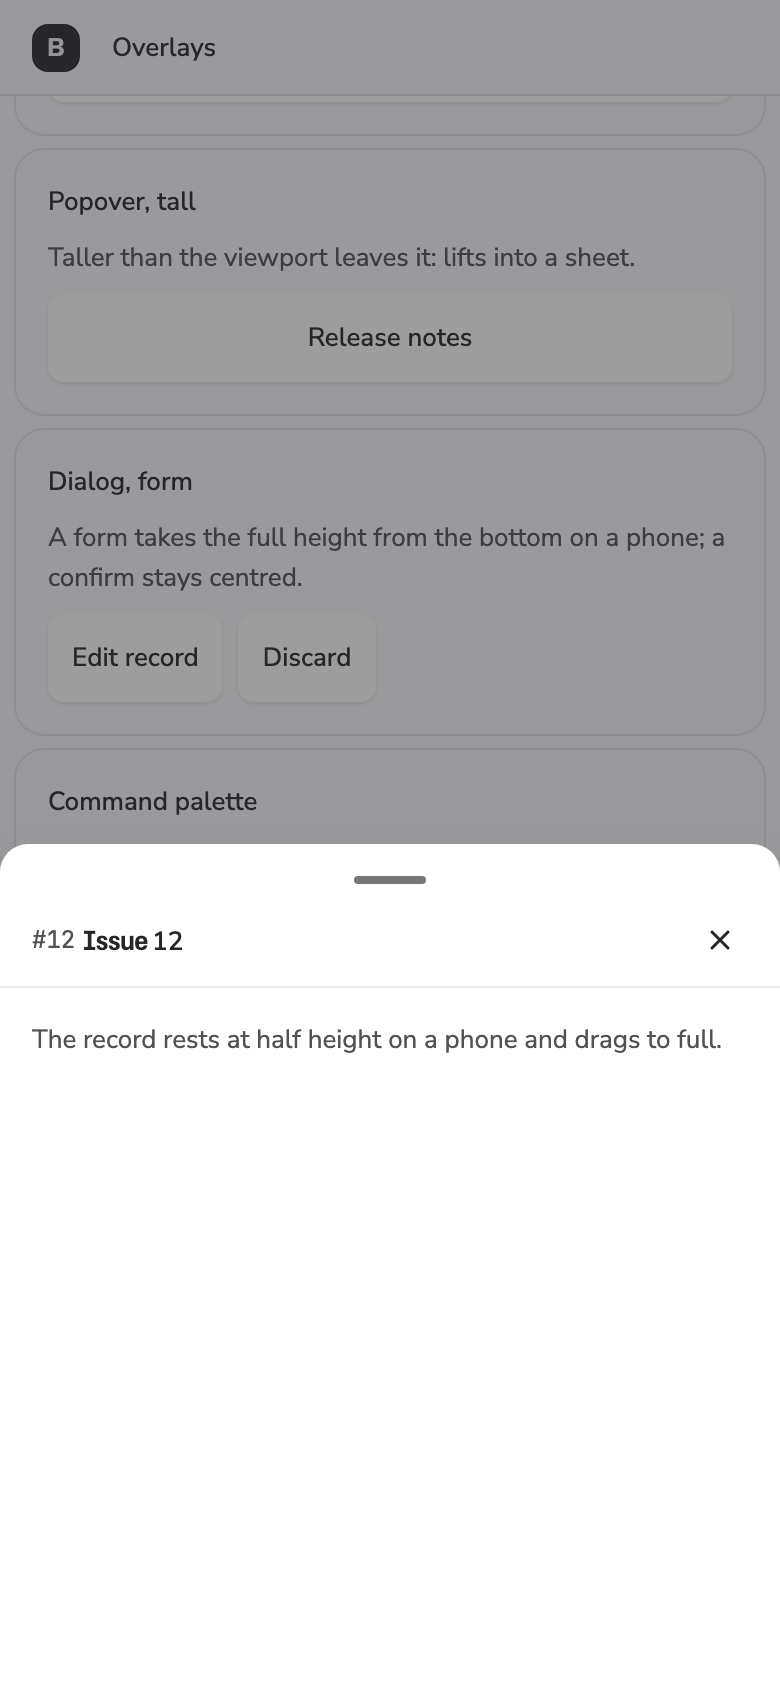 B Overlays
Popover, tall
Taller than the viewport leaves it: lifts into a sheet.
Release notes
Dialog, form
A form takes the full height from the bottom on a phone; a
confirm stays centred.
Edit record Discard
Command palette
#12 Issue 12
The record rests at half height on a phone and drags to full.